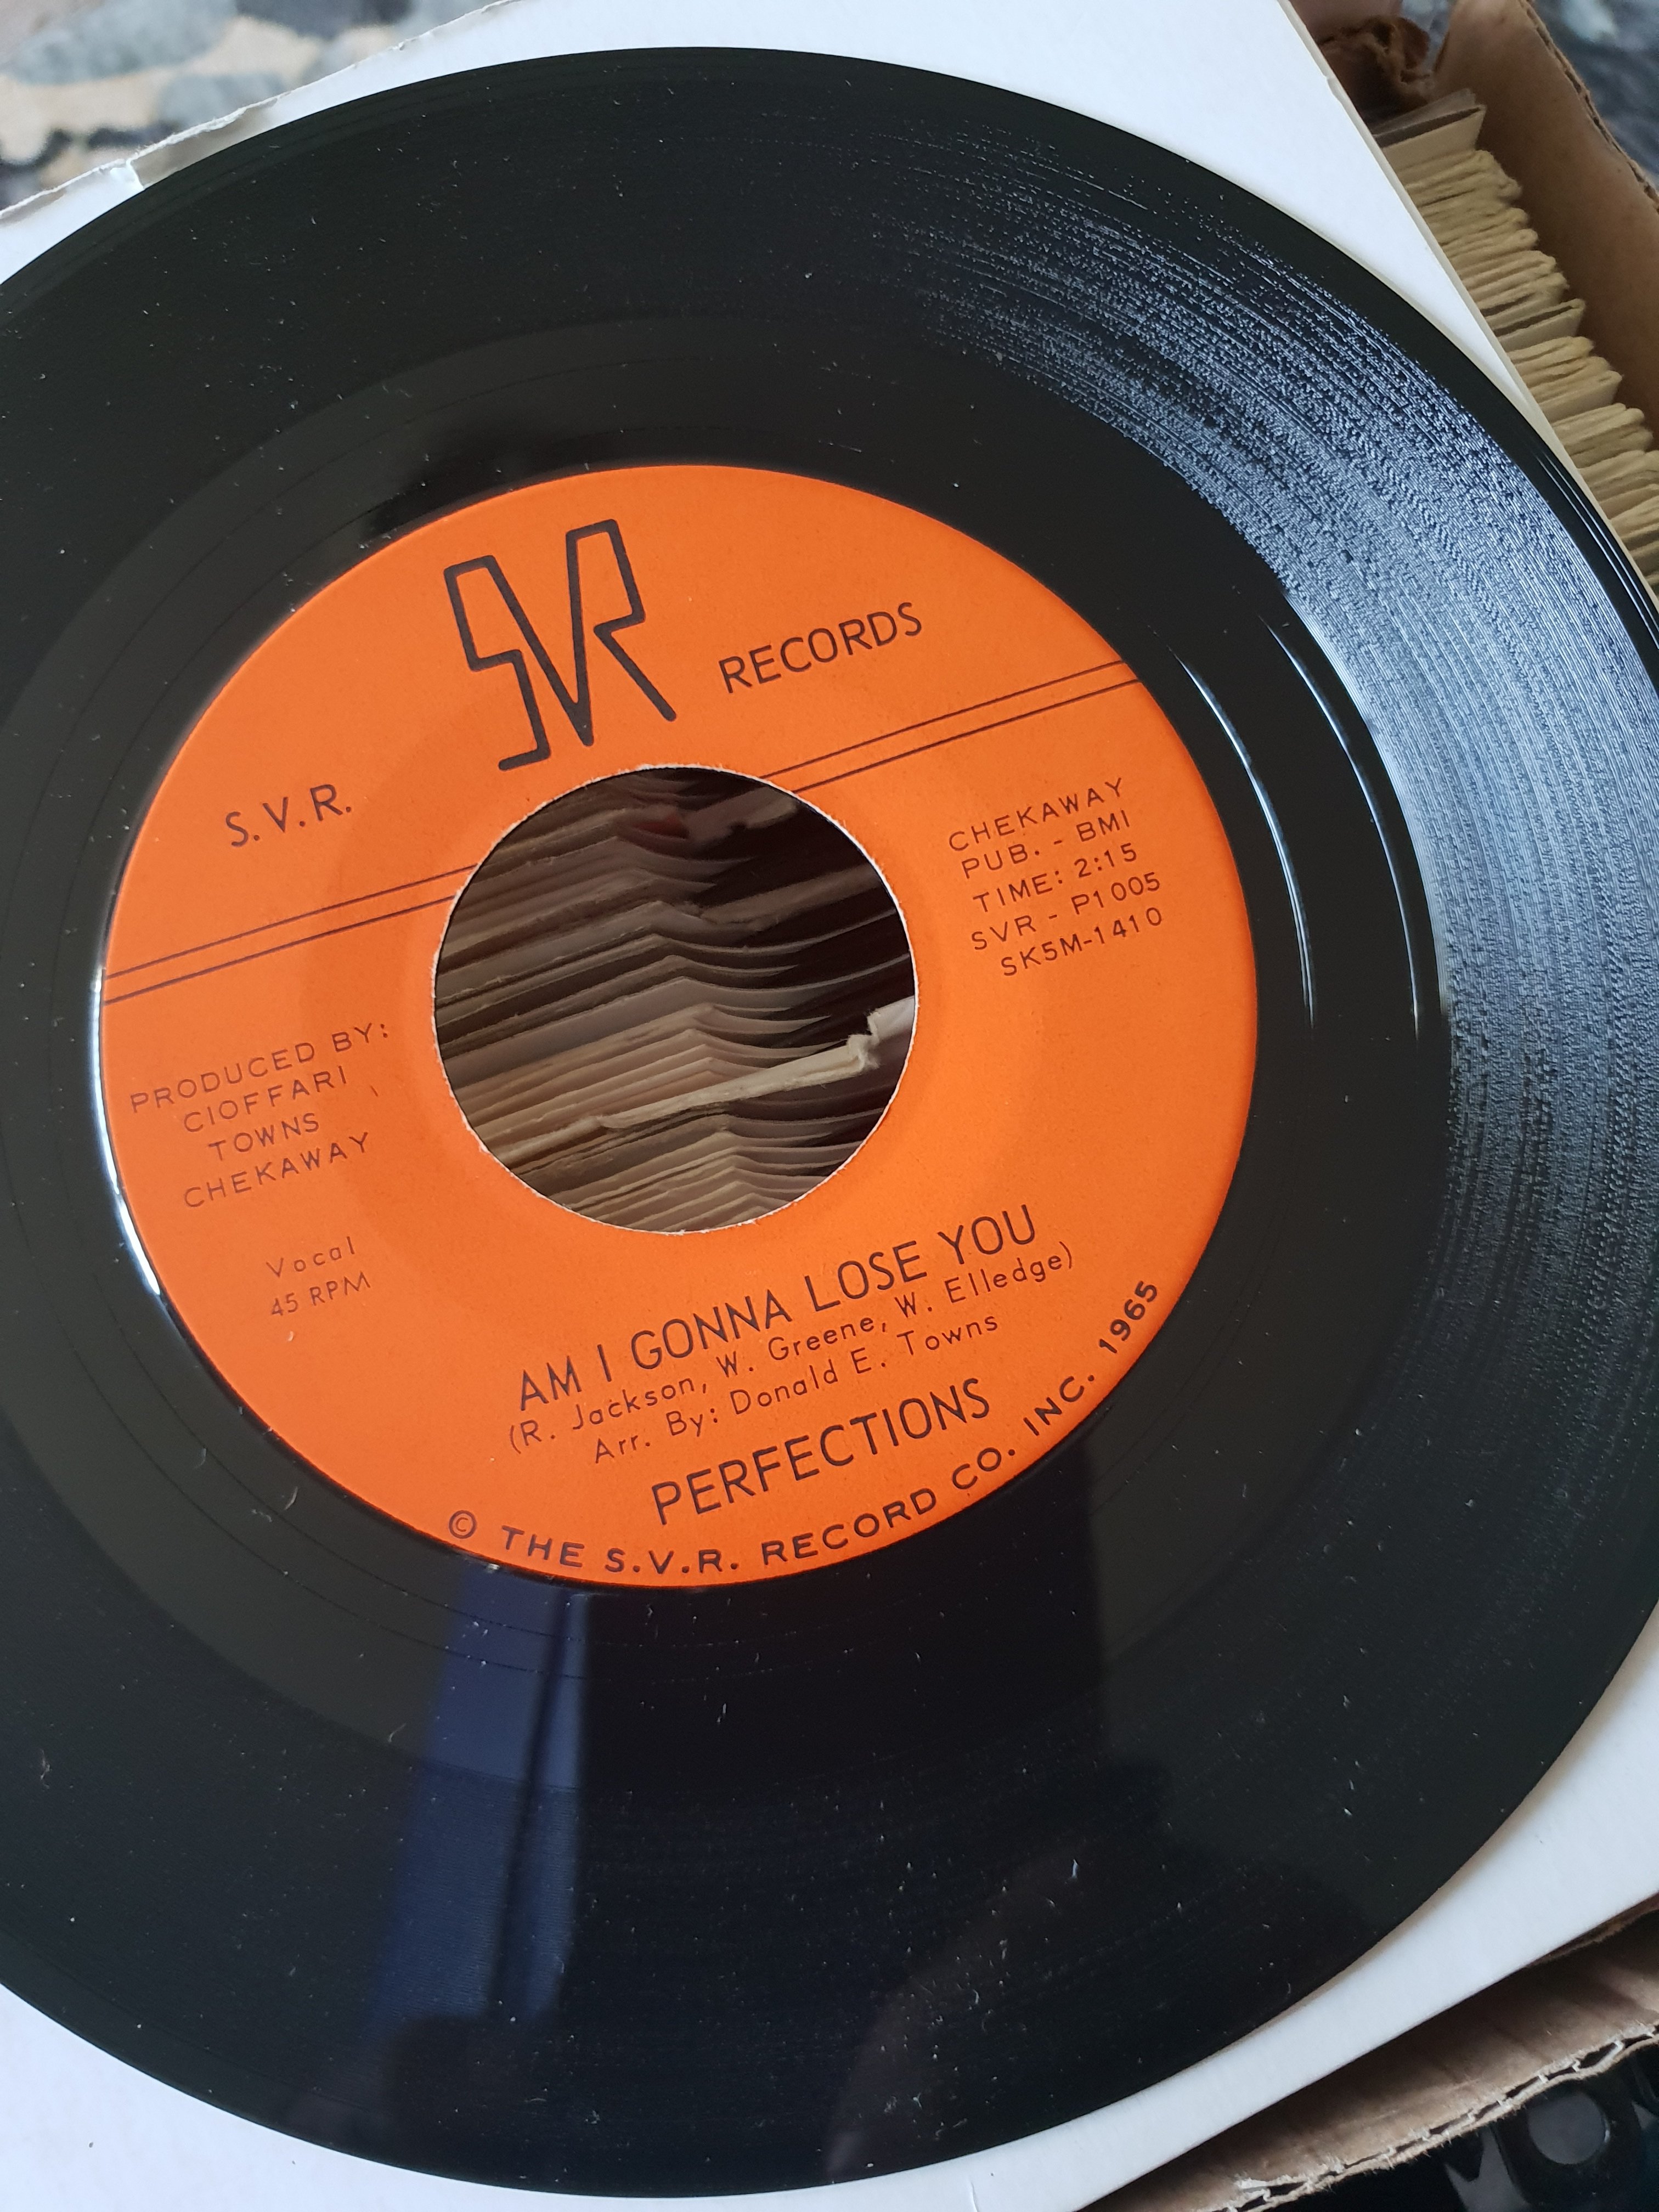 SVR
RECORDS
S.V.R.
CHEKAWAY
PUB. - BMI
TIME: 2:15
SVR - P1005
SK5M-1410
PRODUCED BY:
CIOFFARI
TOWNS
CHEKAWAY
Vocal
45 RPM
AM I GONNA LOSE YOU
(R. Jackson, W. Greene, W. Elledge)
Arr. By: Donald E. Towns
PERFECTIONS
© THE S.V.R. RECORD CO. INC. 1965